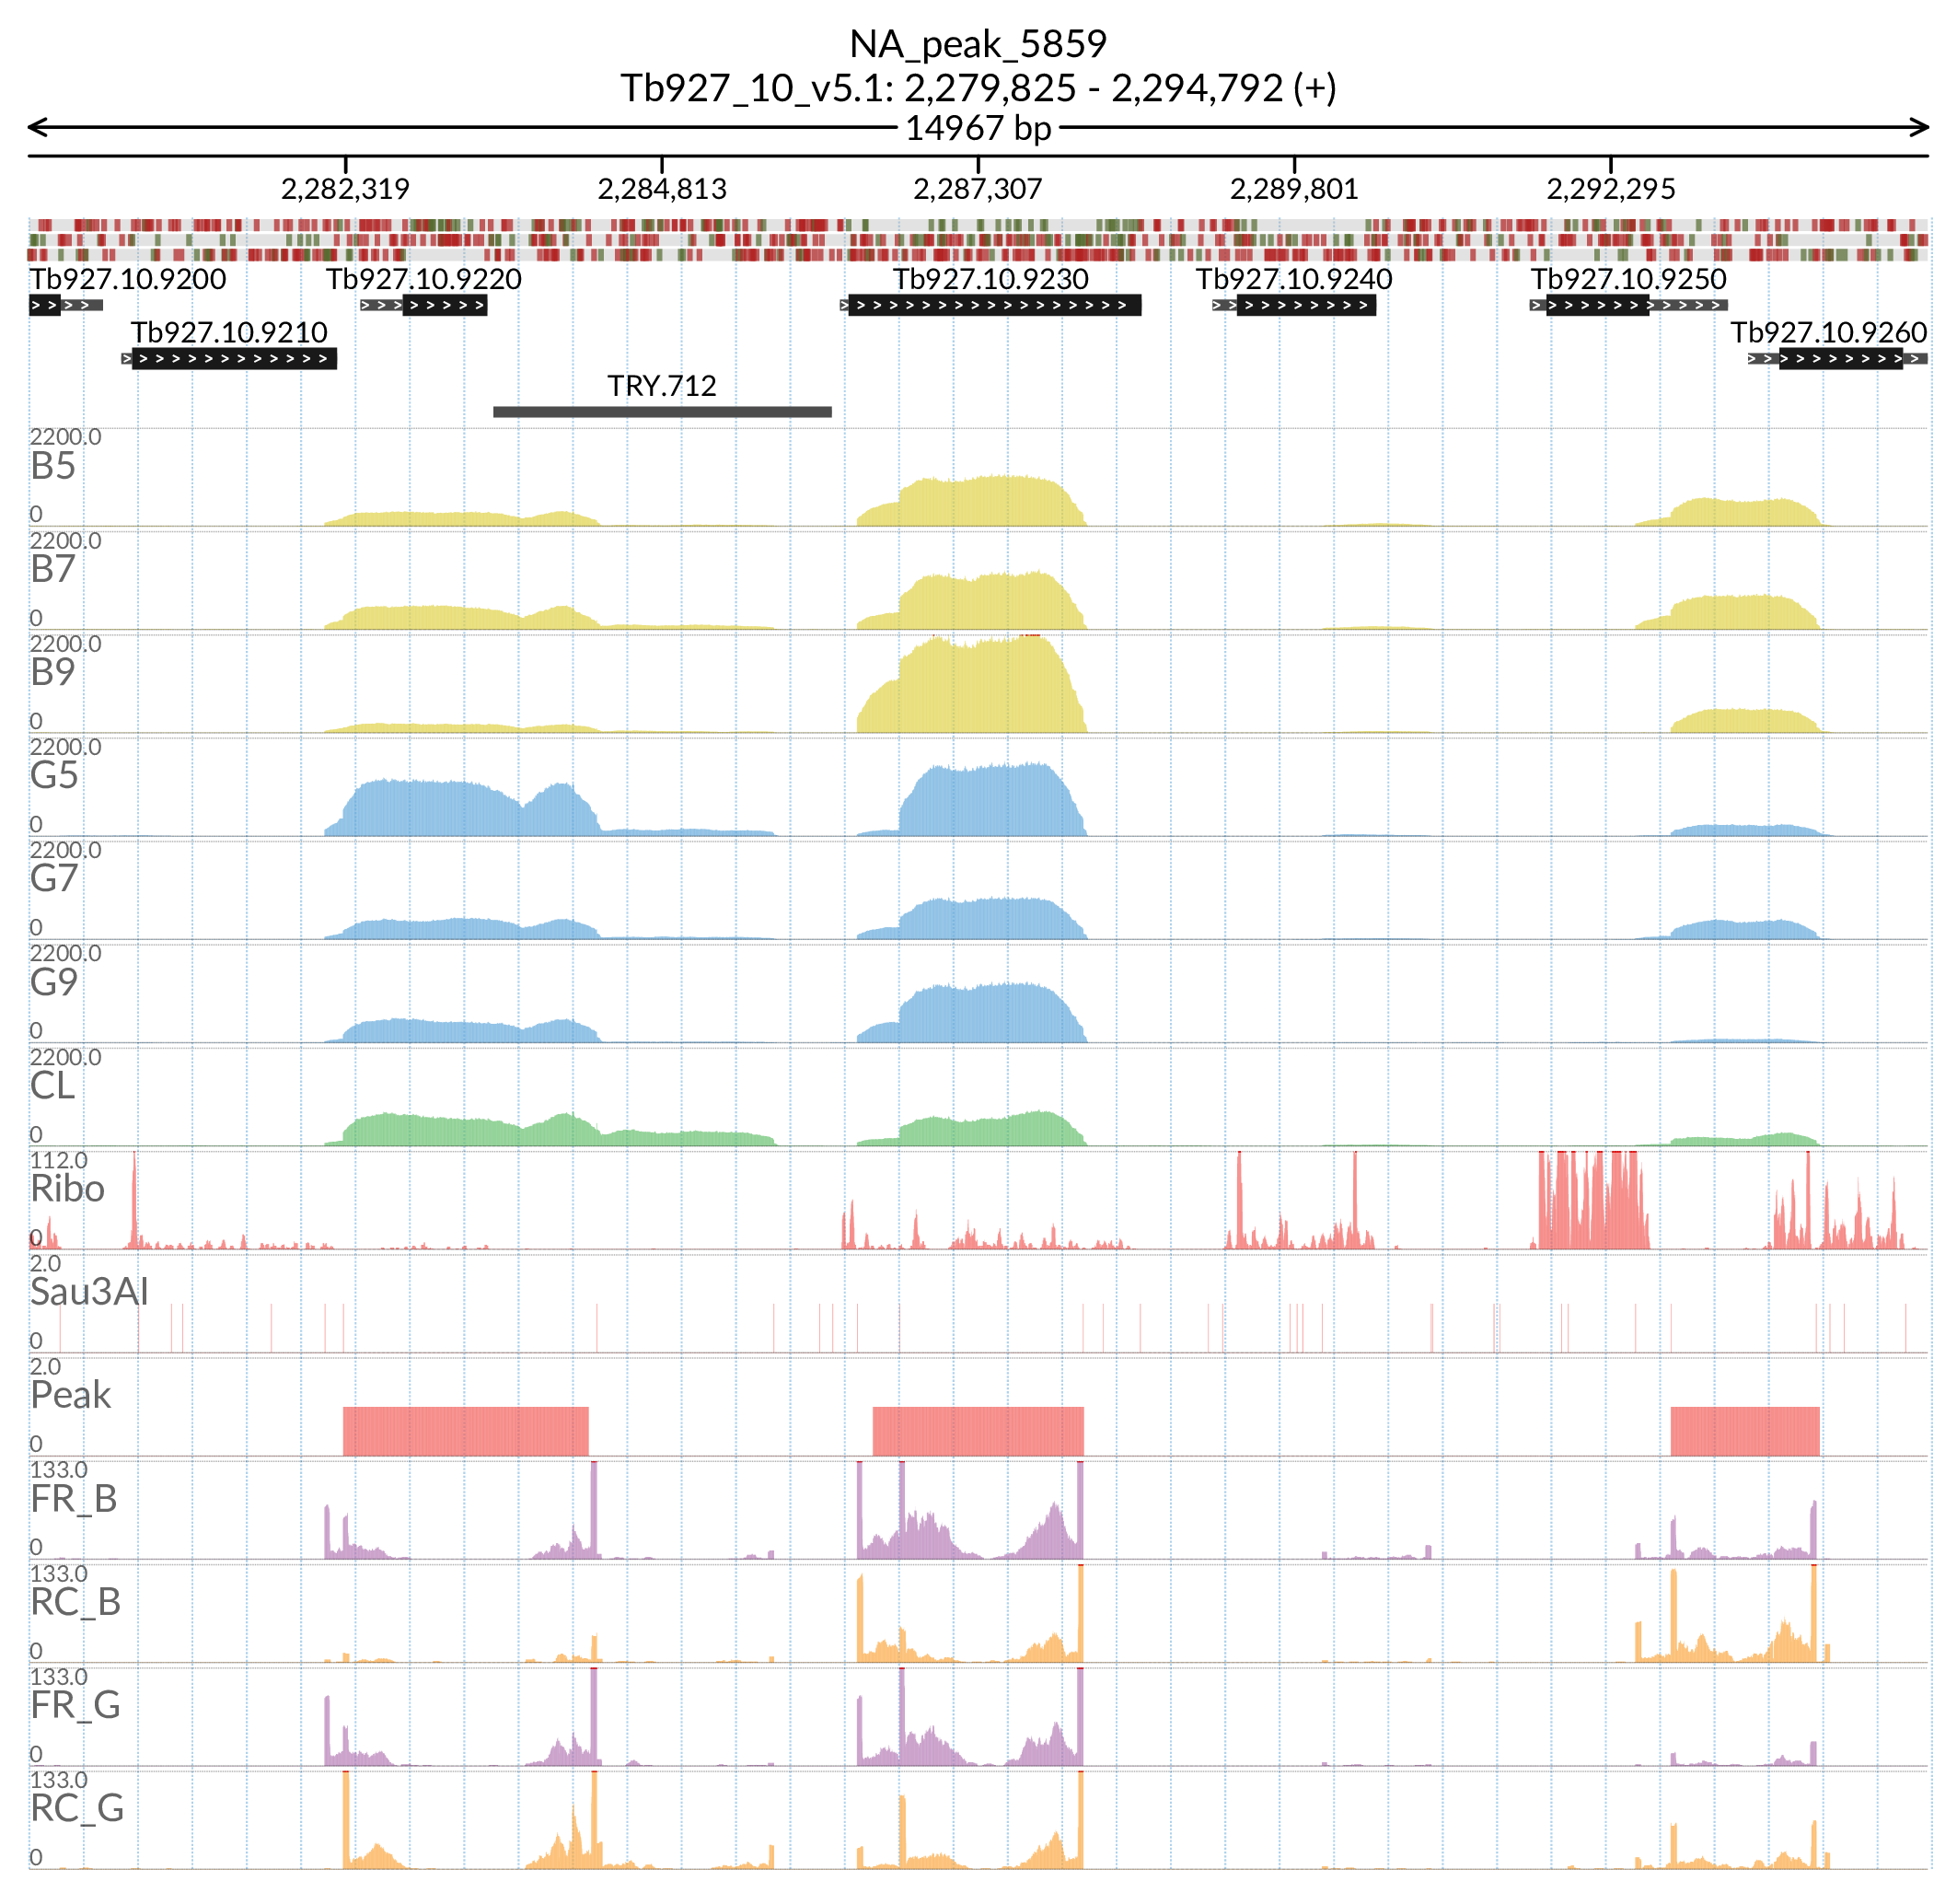 NA_peak_5859
Tb927_10_v5.1: 2,279,825 - 2,294,792 (+)
14967 bp
2,282,319 2,284,813 2,287,307 2,289,801 2,292,295
Tb927.10.9200 Tb927.10.9220 Tb927.10.9230 Tb927.10.9240 Tb927.10.9250
Tb927.10.9210 Tb927.10.9260
TRY.712
2200.0
B5
0
2200.0
B7
0
2200.0
B9
0
2200.0
G5
0
2200.0
G7
0
2200.0
G9
0
2200.0
CL
0
112.0
Ribo
0
2.0
Sau3AI
0
2.0
Peak
0
133.0
FR_B
0
133.0
RC_B
0
133.0
FR_G
0
133.0
RC_G
0